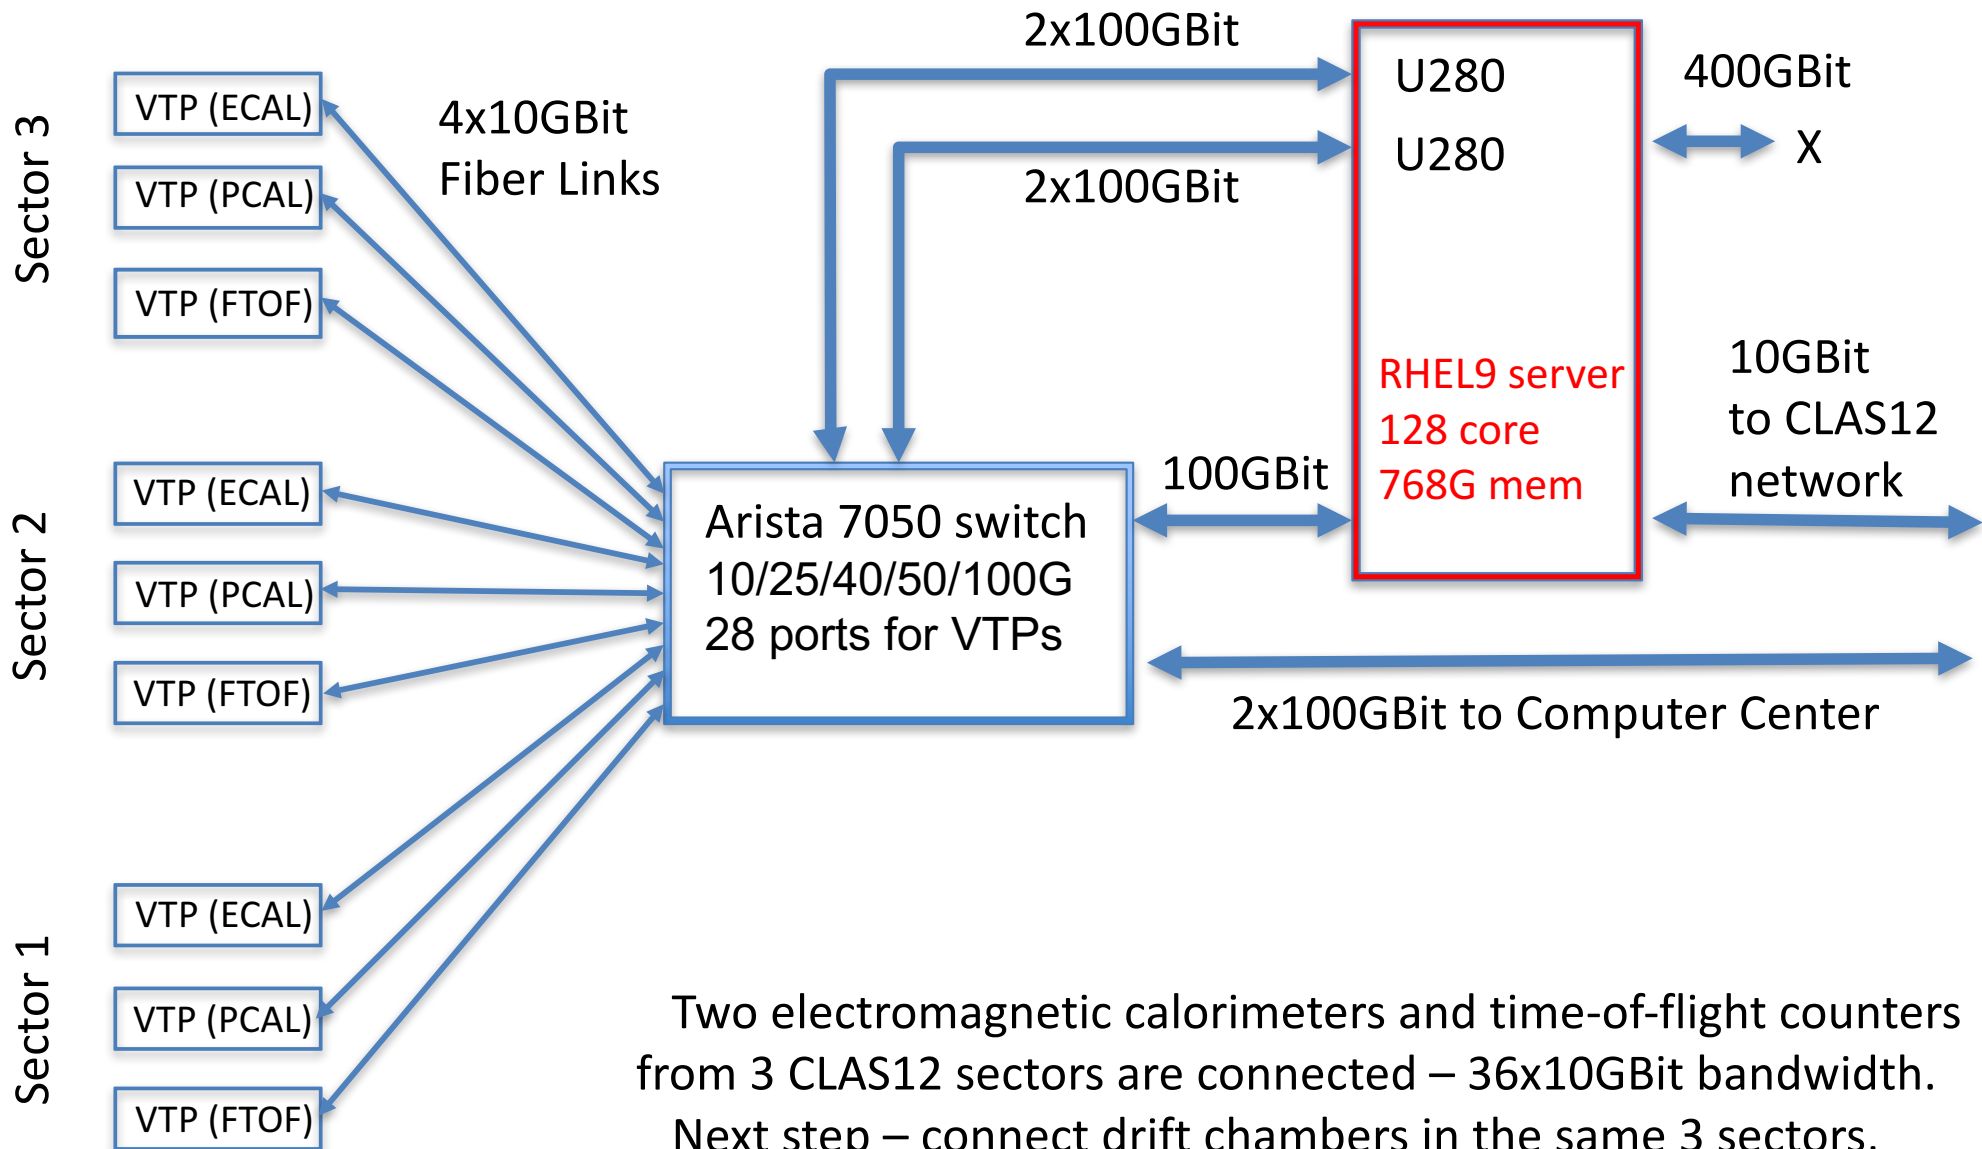 Sector 3
VTP (ECAL)
VTP (PCAL)
VTP (FTOF)
4x10GBit
Fiber Links
2x100GBit
2x100GBit
U280
U280
400GBit
X
RHEL9 server
128 core
768G mem
10GBit
to CLAS12
network
Sector 2
VTP (ECAL)
VTP (PCAL)
VTP (FTOF)
Arista 7050 switch
10/25/40/50/100G
28 ports for VTPs
100GBit
2x100GBit to Computer Center
Sector 1
VTP (ECAL)
VTP (PCAL)
VTP (FTOF)
Two electromagnetic calorimeters and time-of-flight counters
from 3 CLAS12 sectors are connected – 36x10GBit bandwidth.
Next step – connect drift chambers in the same 3 sectors.